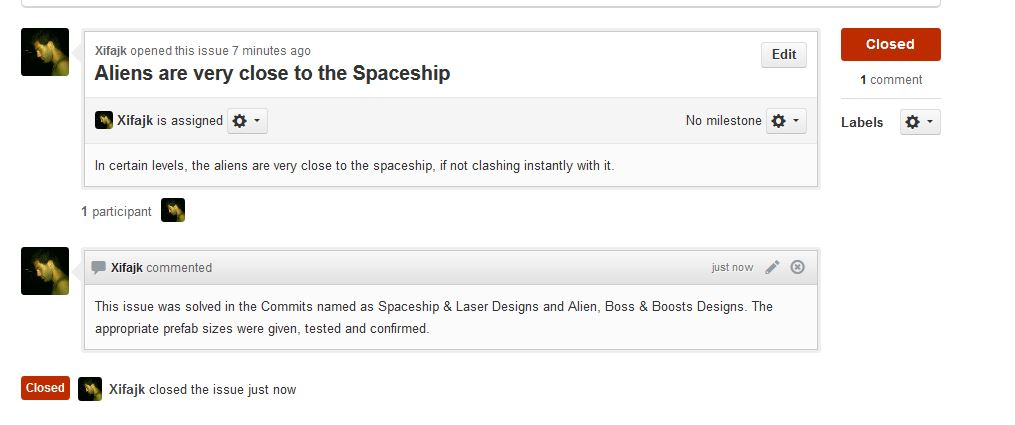 Xifajk opened this issue 7 minutes ago
Aliens are very close to the Spaceship
Edit
Closed
1 comment
Xifajk is assigned
No milestone
Labels
In certain levels, the aliens are very close to the spaceship, if not clashing instantly with it.
1 participant
Xifajk commented
just now
This issue was solved in the Commits named as Spaceship & Laser Designs and Alien, Boss & Boosts Designs. The
appropriate prefab sizes were given, tested and confirmed.
Closed
Xifajk closed the issue just now